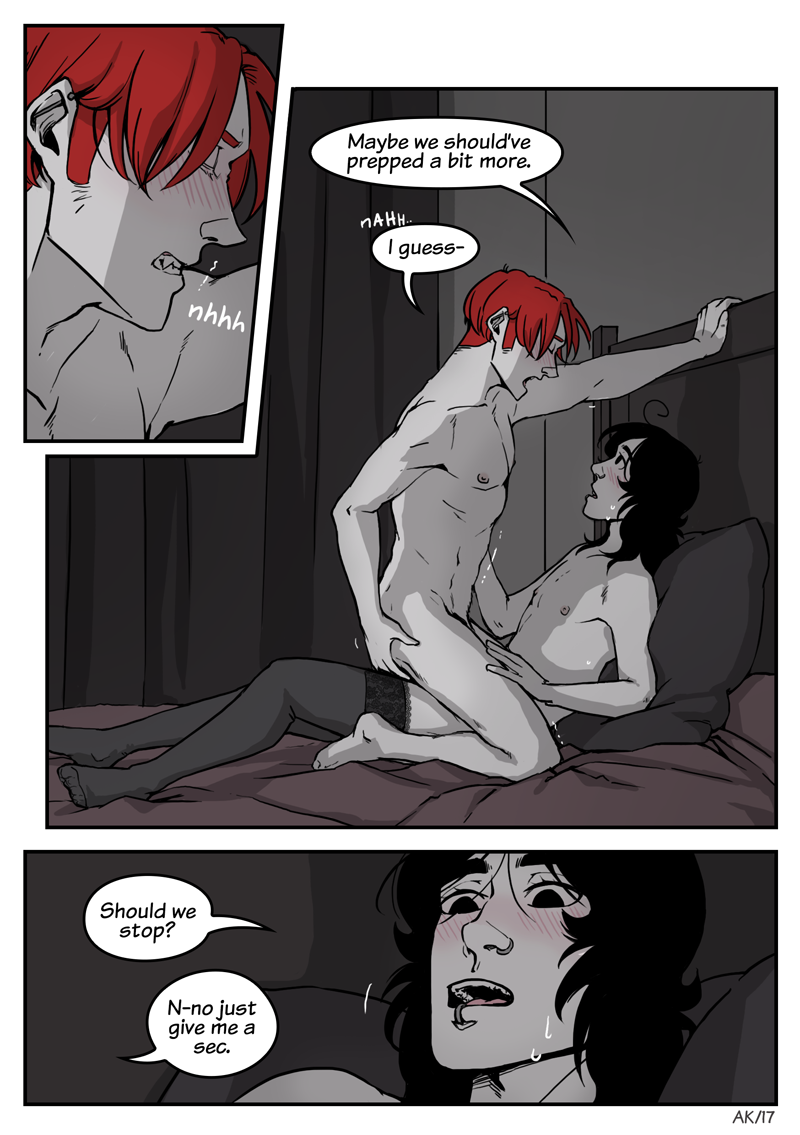 nhhh
Maybe we should've
prepped a bit more.
nAHH..
I guess-
Should we
stop?
N-no just
give me a
sec.
AK/17